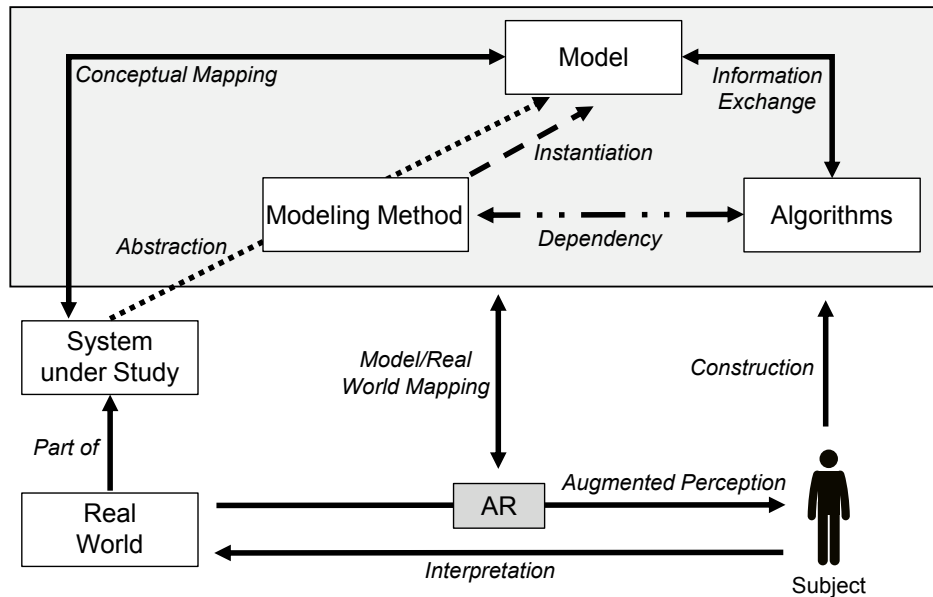 Model
Conceptual Mapping
Information
Exchange
Instantiation
Modeling Method
Algorithms
Abstraction
Dependency
System
under Study
Model/Real
World Mapping
Construction
Part of
Augmented Perception
AR
Real
World
Interpretation
Subject